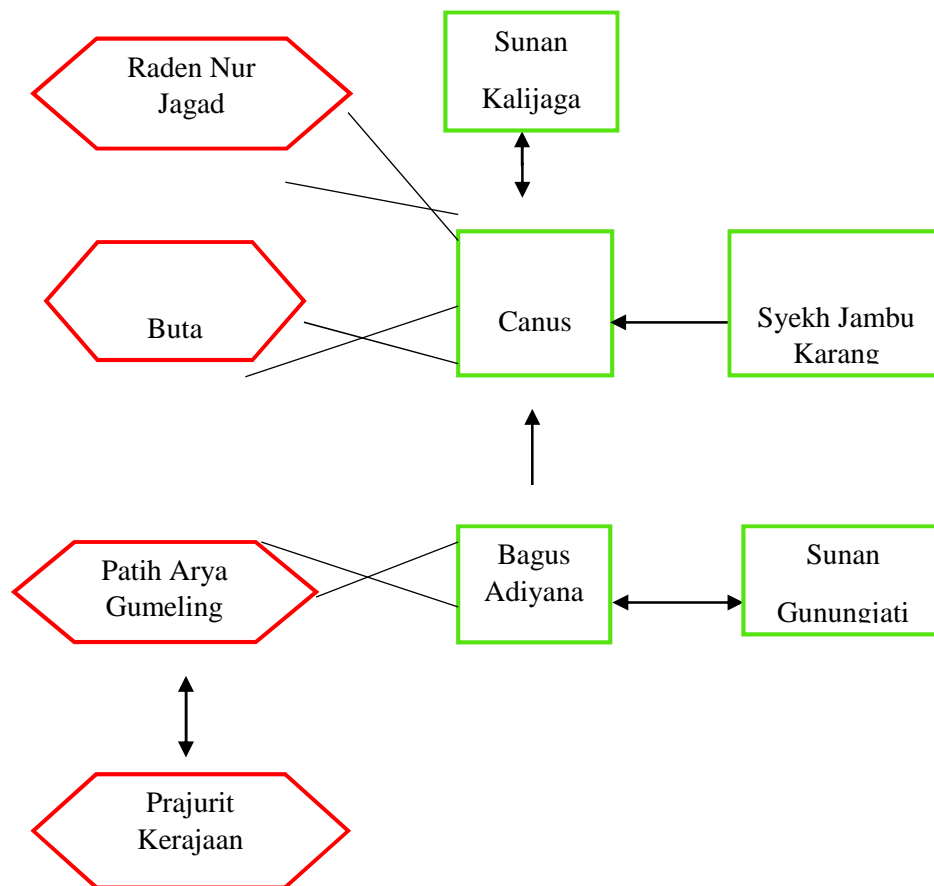 Raden Nur
Jagad
Sunan
Kalijaga
Buta
Canus
Syekh Jambu
Karang
Patih Arya
Gumeling
Bagus
Adiyana
Sunan
Gunungjati
Prajurit
Kerajaan